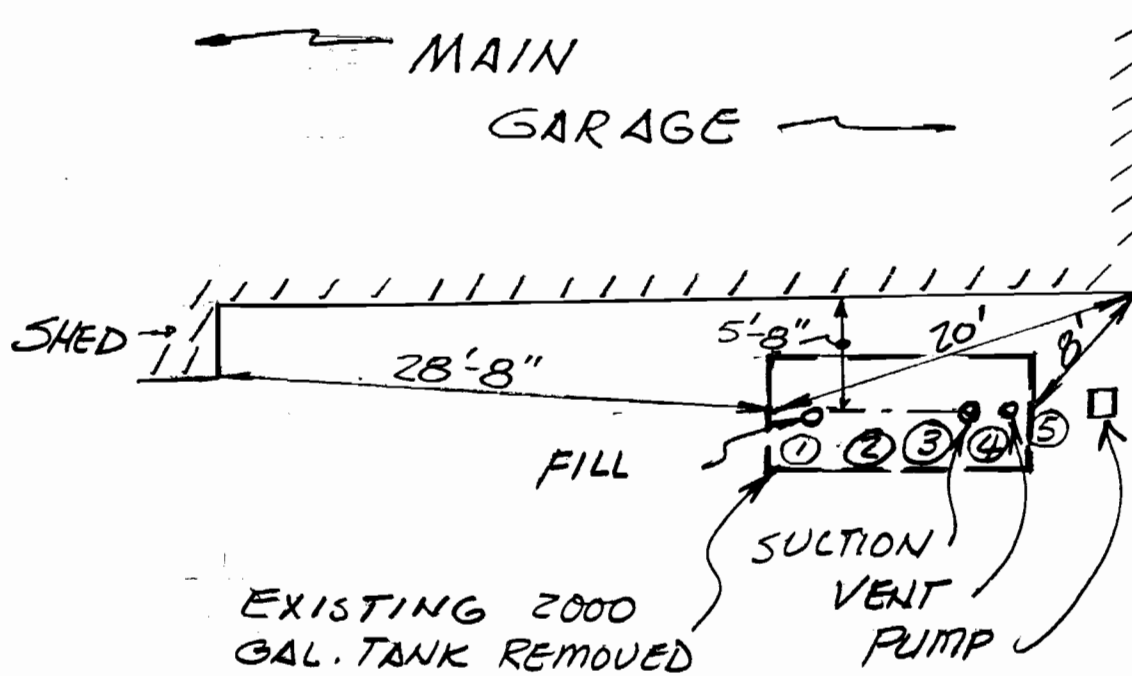 MAIN
GARAGE
SHED
5'-8"
20'
8'
28'-8"
FILL
① ② ③ ④ ⑤
SUCTION
VENT
PUMP
EXISTING 2000
GAL. TANK REMOVED